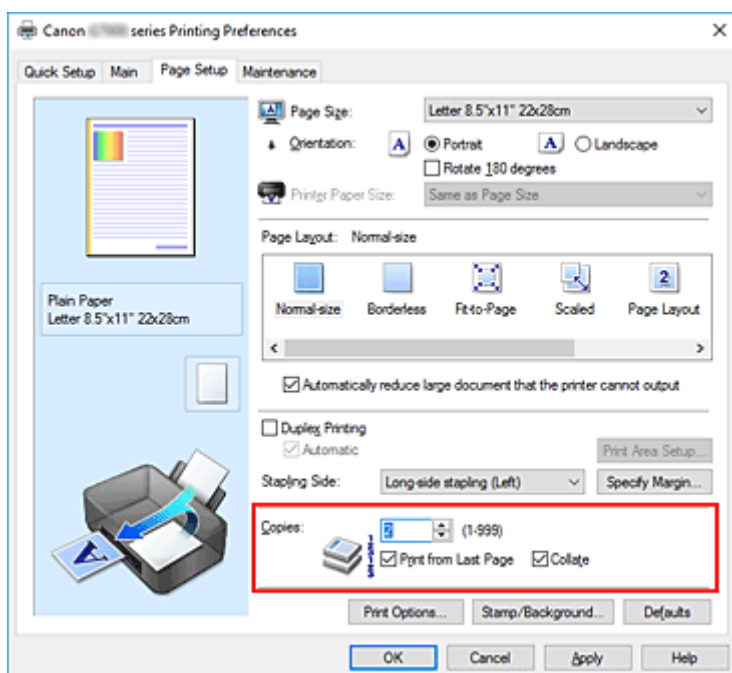 Canon series Printing Preferences
Quick Setup Main Page Setup Maintenance
Page Size: Letter 8.5"x11" 22x28cm
Orientation: A Portrait A Landscape
Rotate 180 degrees
Printer Paper Size: Same as Page Size
Page Layout: Normal-size
2
Normal-size Borderless Fit-to-Page Scaled Page Layout
Plain Paper
Letter 8.5"x11" 22x28cm
Automatically reduce large document that the printer cannot output
Duplex Printing
Automatic Print Area Setup...
Stapling Side: Long-side stapling (Left) Specify Margin...
Copies: 2 (1-999)
Print from Last Page Collate
A
Print Options... Stamp/Background... Defaults
OK Cancel Apply Help